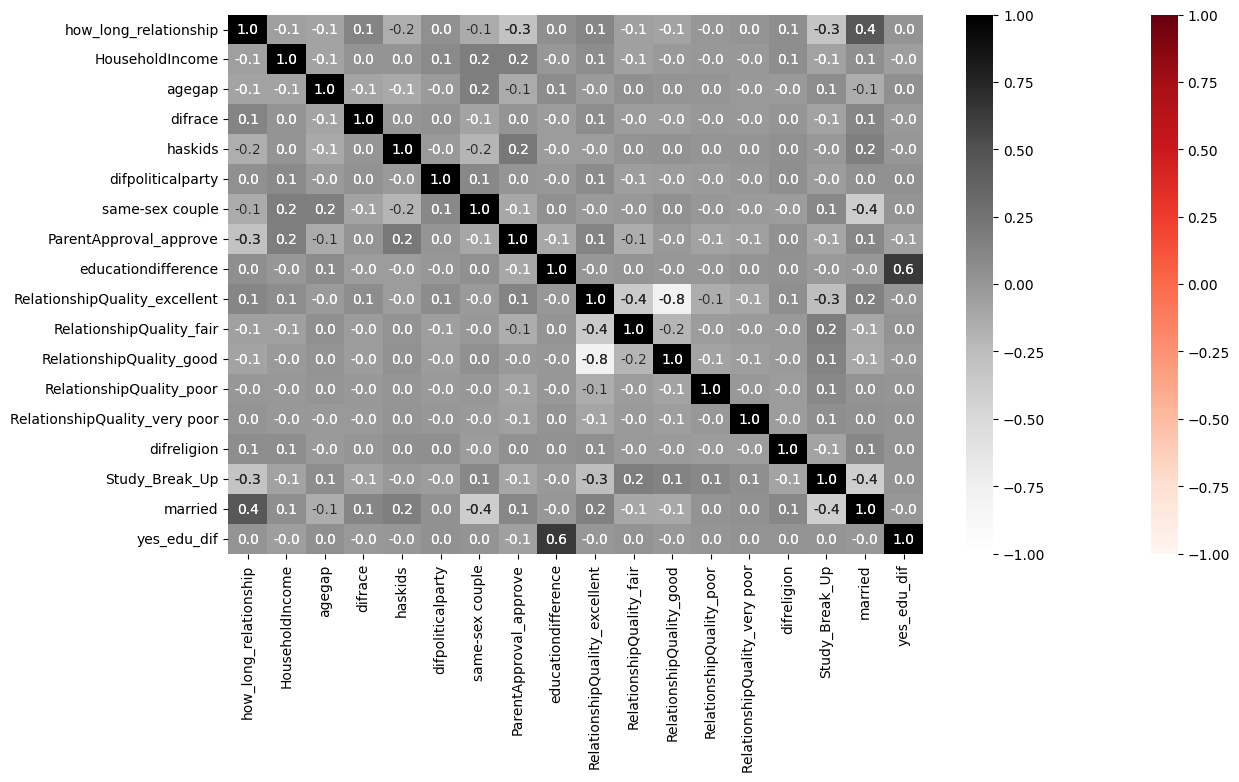 how_long_relationship 1.0 -0.1 -0.1 0.1 -0.2 0.0 -0.1 -0.3 0.0 0.1 -0.1 -0.1 -0.0 0.0 0.1 -0.3 0.4 0.0
HouseholdIncome -0.1 1.0 -0.1 0.0 0.0 0.1 0.2 0.2 -0.0 0.1 -0.1 -0.0 -0.0 -0.0 0.1 -0.1 0.1 -0.0
agegap -0.1 -0.1 1.0 -0.1 -0.1 -0.0 0.2 -0.1 0.1 -0.0 0.0 0.0 0.0 -0.0 0.0 0.1 -0.1 0.0
difrace 0.1 0.0 -0.1 1.0 0.0 0.0 -0.1 0.0 -0.0 0.1 -0.0 -0.0 -0.0 -0.0 0.0 -0.1 0.1 -0.0
haskids -0.2 0.0 -0.1 0.0 1.0 -0.0 -0.2 0.2 -0.0 -0.0 0.0 0.0 0.0 0.0 0.0 -0.0 0.2 -0.0
difpoliticalparty 0.0 0.1 -0.0 0.0 -0.0 1.0 0.1 0.0 -0.0 0.1 -0.1 -0.0 -0.0 -0.0 0.0 -0.0 0.0 0.0
same-sex couple -0.1 0.2 0.2 -0.1 -0.2 0.1 1.0 -0.1 0.0 -0.0 -0.0 0.0 -0.0 -0.0 -0.0 0.1 -0.4 0.0
ParentApproval_approve -0.3 0.2 -0.1 0.0 0.2 0.0 -0.1 1.0 -0.1 0.1 -0.1 -0.0 -0.1 -0.1 0.0 -0.1 0.1 -0.1
educationdifference 0.0 -0.0 0.1 -0.0 -0.0 -0.0 0.0 -0.1 1.0 -0.0 0.0 -0.0 -0.0 0.0 0.0 -0.0 -0.0 0.6
RelationshipQuality_excellent 0.1 0.1 -0.0 0.1 -0.0 0.1 -0.0 0.1 -0.0 1.0 -0.4 -0.8 -0.1 -0.1 0.1 -0.3 0.2 -0.0
RelationshipQuality_fair -0.1 -0.1 0.0 -0.0 0.0 -0.1 -0.0 -0.1 0.0 -0.4 1.0 -0.2 -0.0 -0.0 -0.0 0.2 -0.1 0.0
RelationshipQuality_good -0.1 -0.0 0.0 -0.0 0.0 -0.0 0.0 -0.0 -0.0 -0.8 -0.2 1.0 -0.1 -0.1 -0.0 0.1 -0.1 -0.0
RelationshipQuality_poor -0.0 -0.0 0.0 -0.0 0.0 -0.0 -0.0 -0.1 -0.0 -0.1 -0.0 -0.1 1.0 -0.0 -0.0 0.1 0.0 0.0
RelationshipQuality_very poor 0.0 -0.0 -0.0 -0.0 0.0 -0.0 -0.0 -0.1 0.0 -0.1 -0.0 -0.1 -0.0 1.0 -0.0 0.1 0.0 0.0
difreligion 0.1 0.1 0.0 0.0 0.0 0.0 -0.0 0.0 0.0 0.1 -0.0 -0.0 -0.0 -0.0 1.0 -0.1 0.1 0.0
Study_Break_Up -0.3 -0.1 0.1 -0.1 -0.0 -0.0 0.1 -0.1 -0.0 -0.3 0.2 0.1 0.1 0.1 -0.1 1.0 -0.4 0.0
married 0.4 0.1 -0.1 0.1 0.2 0.0 -0.4 0.1 -0.0 0.2 -0.1 -0.1 0.0 0.0 0.1 -0.4 1.0 -0.0
yes_edu_dif 0.0 -0.0 0.0 -0.0 -0.0 0.0 0.0 -0.1 0.6 -0.0 0.0 -0.0 0.0 0.0 0.0 0.0 -0.0 1.0
how_long_relationship
HouseholdIncome
agegap
difrace
haskids
difpoliticalparty
same-sex couple
ParentApproval_approve
educationdifference
RelationshipQuality_excellent
RelationshipQuality_fair
RelationshipQuality_good
RelationshipQuality_poor
RelationshipQuality_very poor
difreligion
Study_Break_Up
married
yes_edu_dif
1.00
0.75
0.50
0.25
0.00
−0.25
−0.50
−0.75
−1.00
1.00
0.75
0.50
0.25
0.00
−0.25
−0.50
−0.75
−1.00